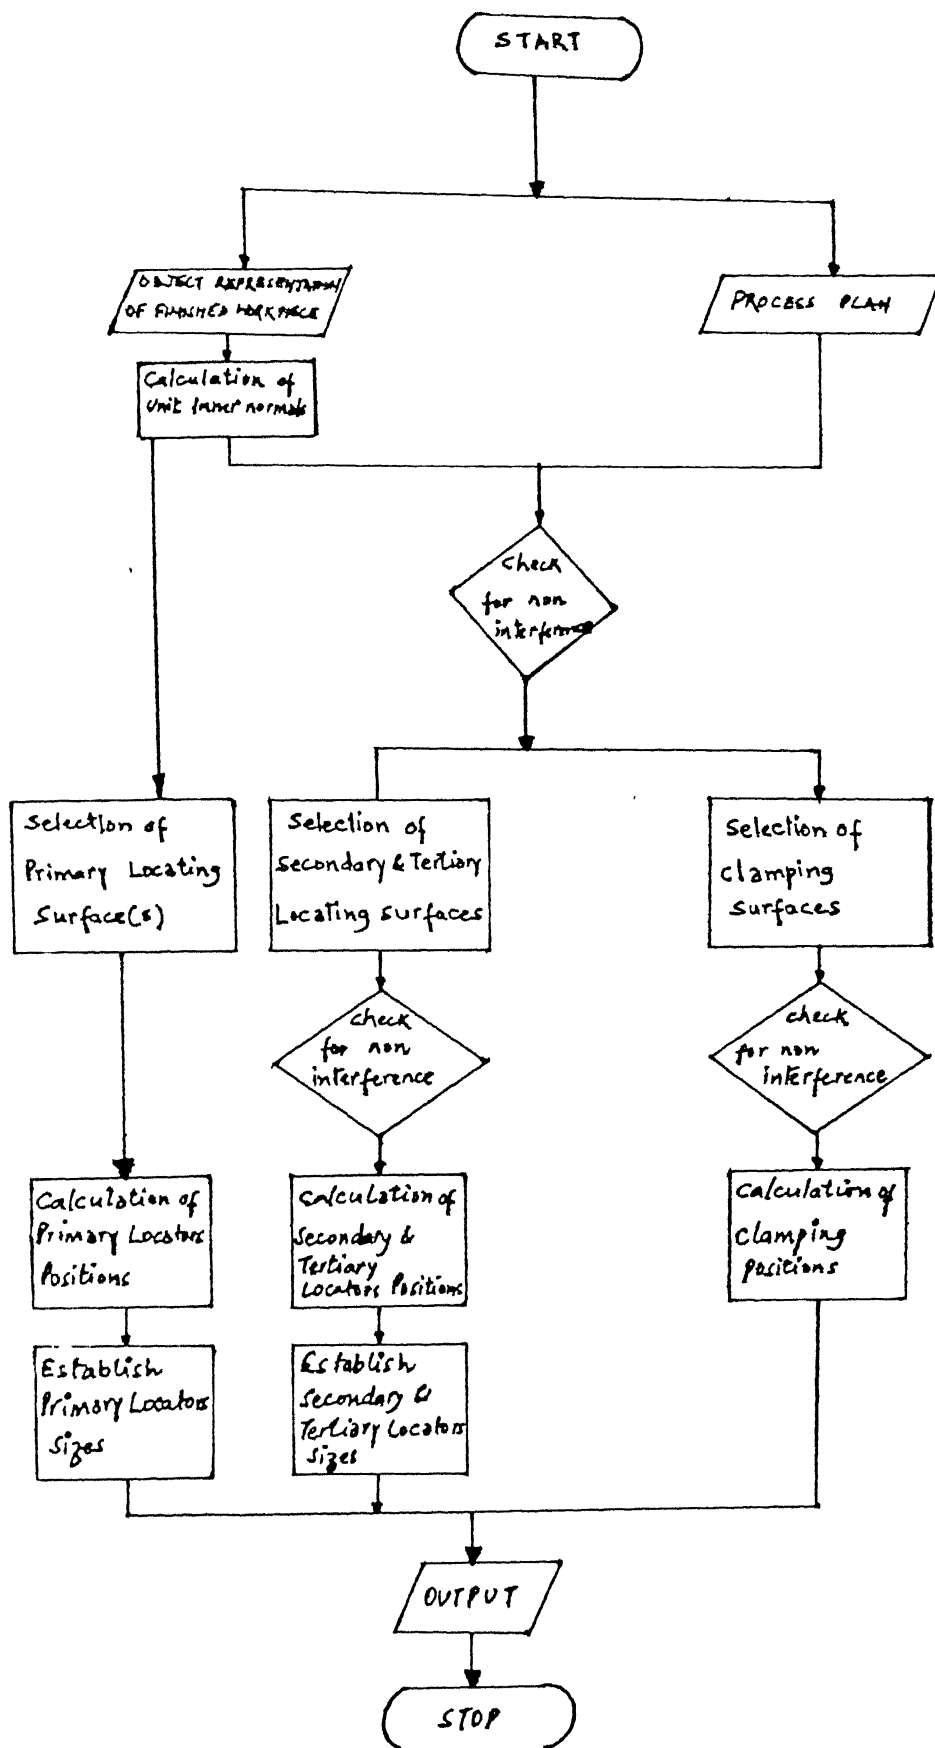 START
OBJECT REPRESENTATION
OF FINISHED WORKPIECE
PROCESS PLAN
Calculation of
Unit Inner normals
Check
for non
interference
Selection of
Primary Locating
Surface(s)
Selection of
Secondary & Tertiary
Locating Surfaces
Selection of
Clamping
Surfaces
Check
for non
interference
Check
for non
interference
Calculation of
Primary Locators
Positions
Calculation of
Secondary &
Tertiary
Locators Positions
Calculation of
Clamping
Positions
Establish
Primary Locators
Sizes
Establish
Secondary &
Tertiary Locators
Sizes
OUTPUT
STOP